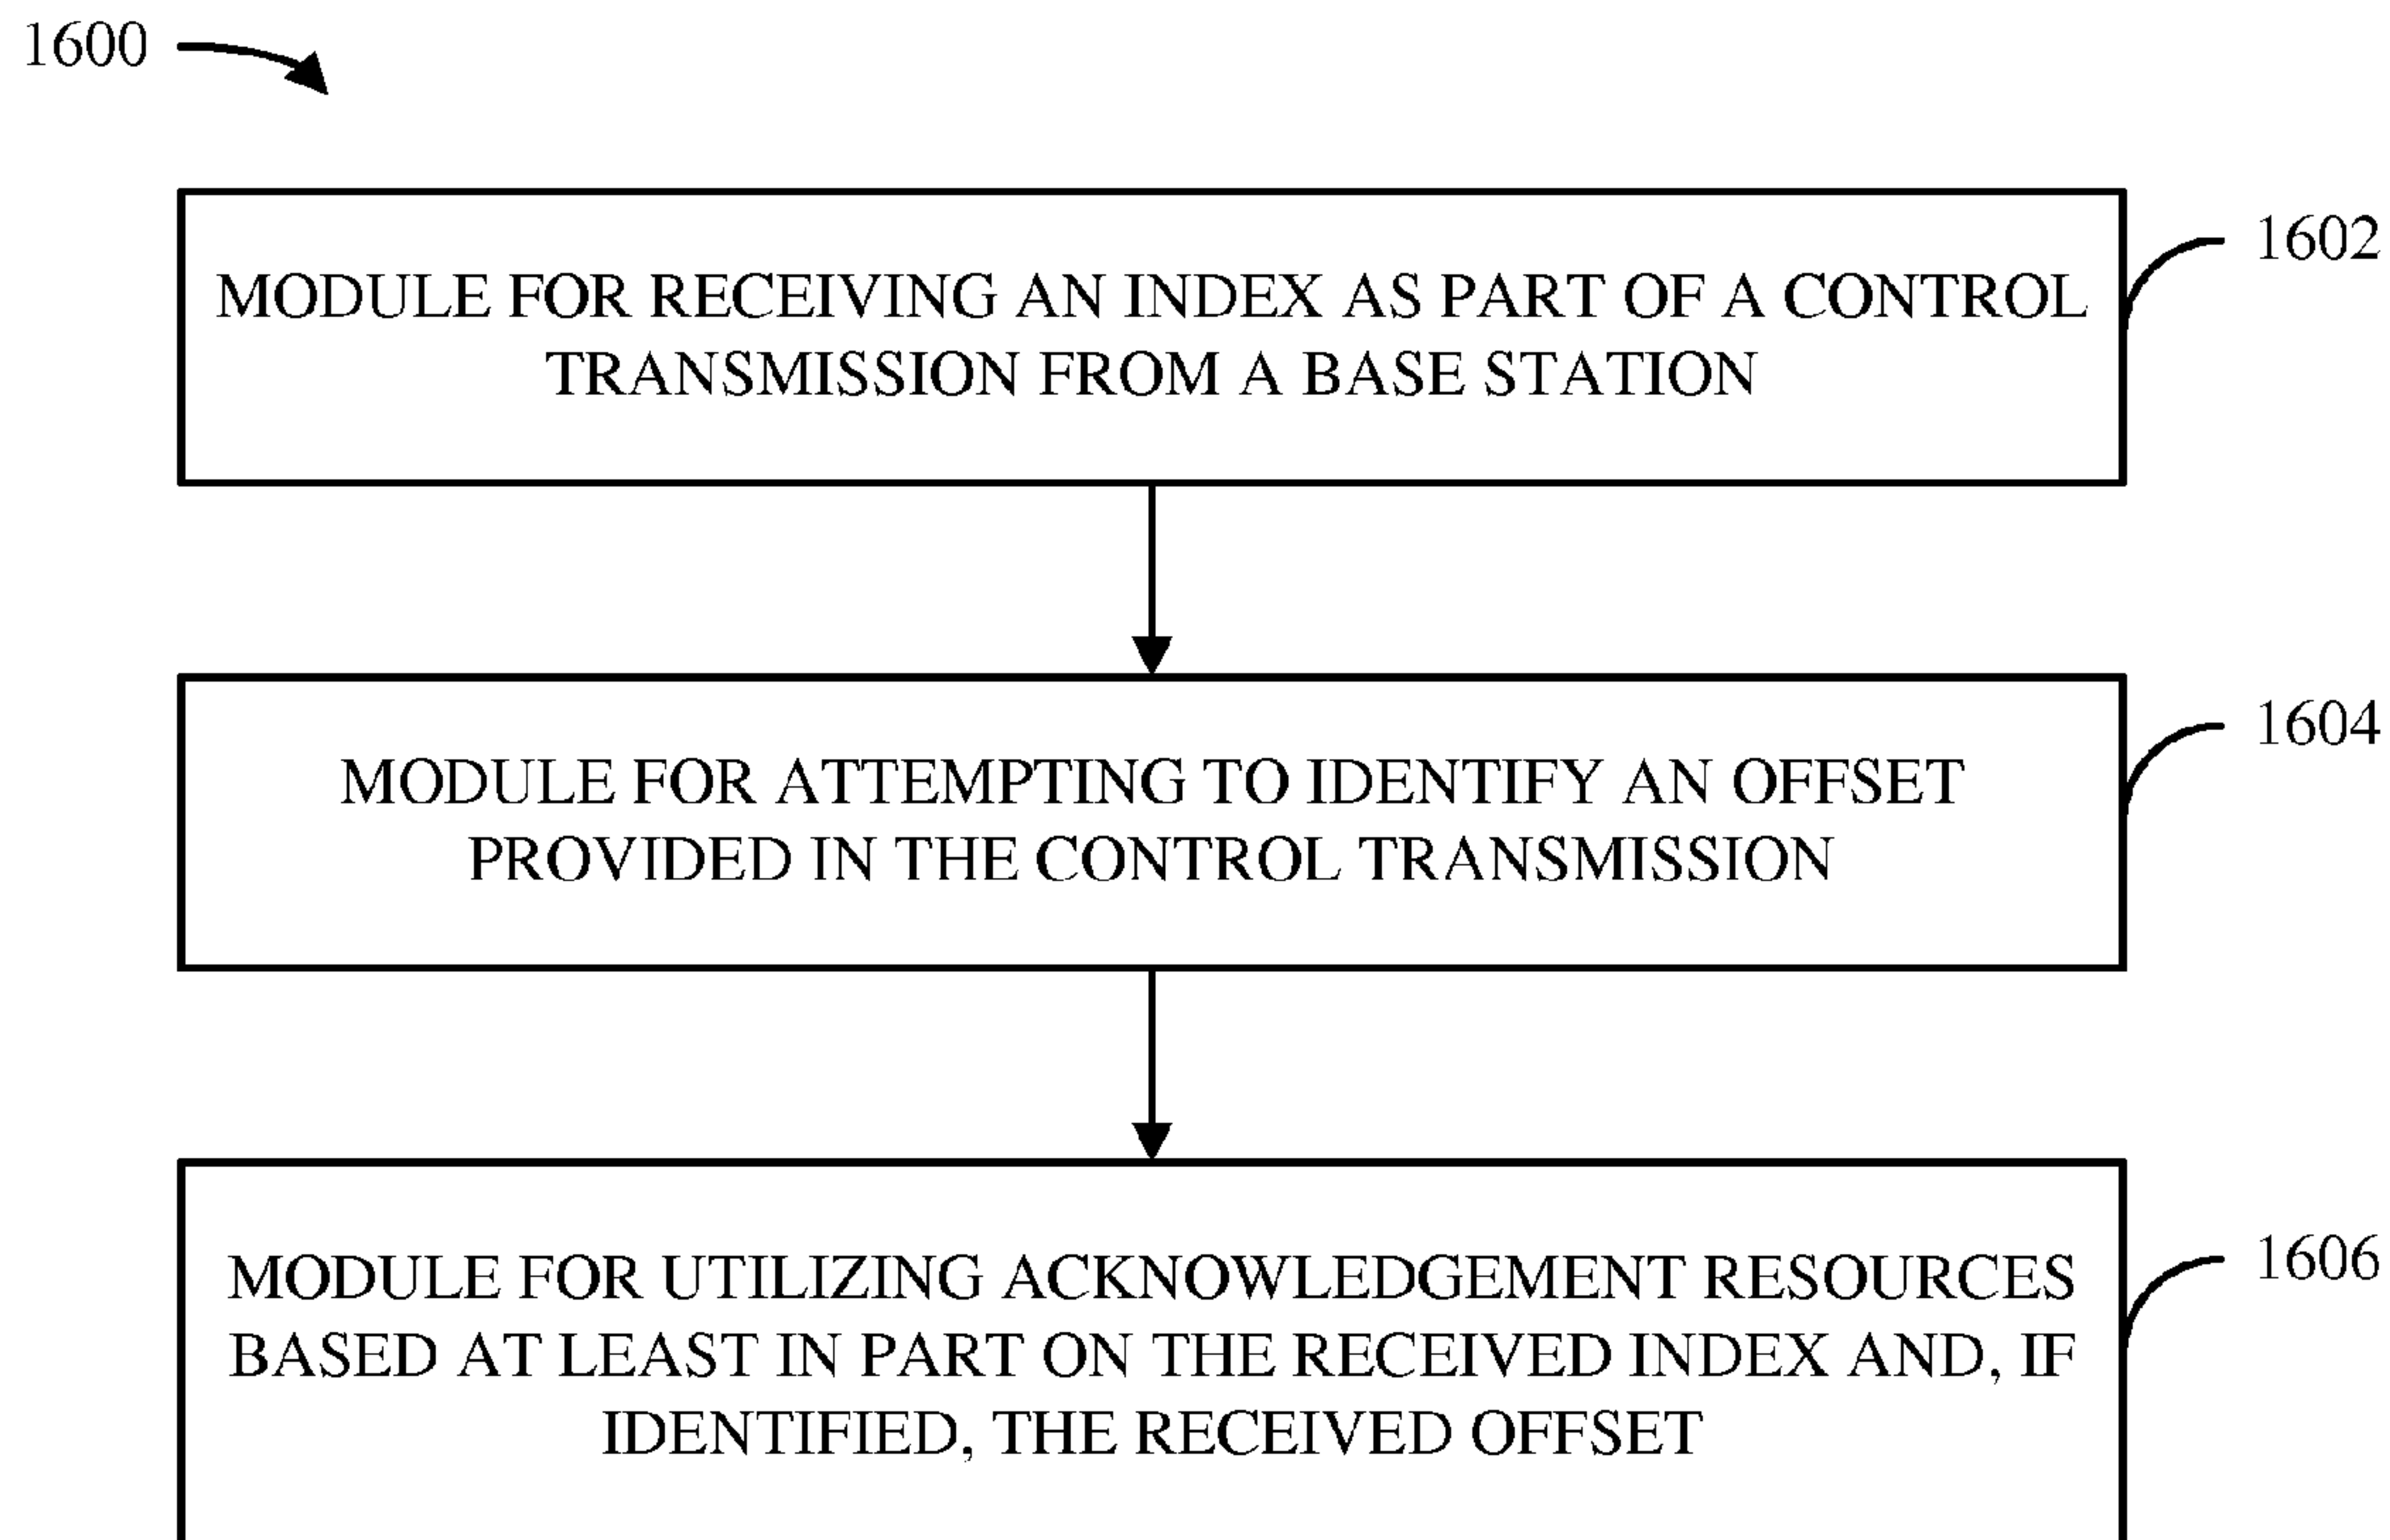 1600
1602
MODULE FOR RECEIVING AN INDEX AS PART OF A CONTROL
TRANSMISSION FROM A BASE STATION
1604
MODULE FOR ATTEMPTING TO IDENTIFY AN OFFSET
PROVIDED IN THE CONTROL TRANSMISSION
1606
MODULE FOR UTILIZING ACKNOWLEDGEMENT RESOURCES
BASED AT LEAST IN PART ON THE RECEIVED INDEX AND, IF
IDENTIFIED, THE RECEIVED OFFSET